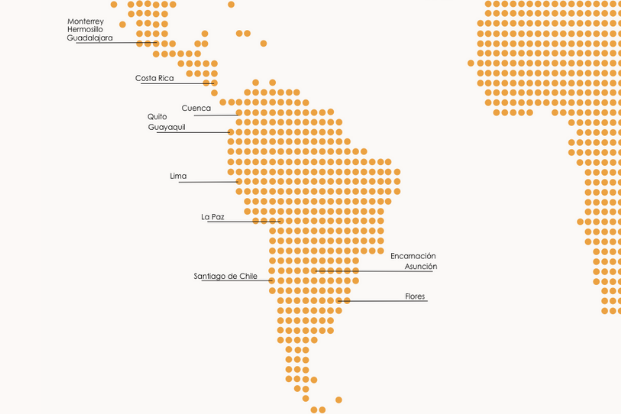 Monterrey
Hermosillo
Guadalajara
Costa Rica
Cuenca
Quito
Guayaquil
Lima
La Paz
Encarnación
Asunción
Santiago de Chile
Flores